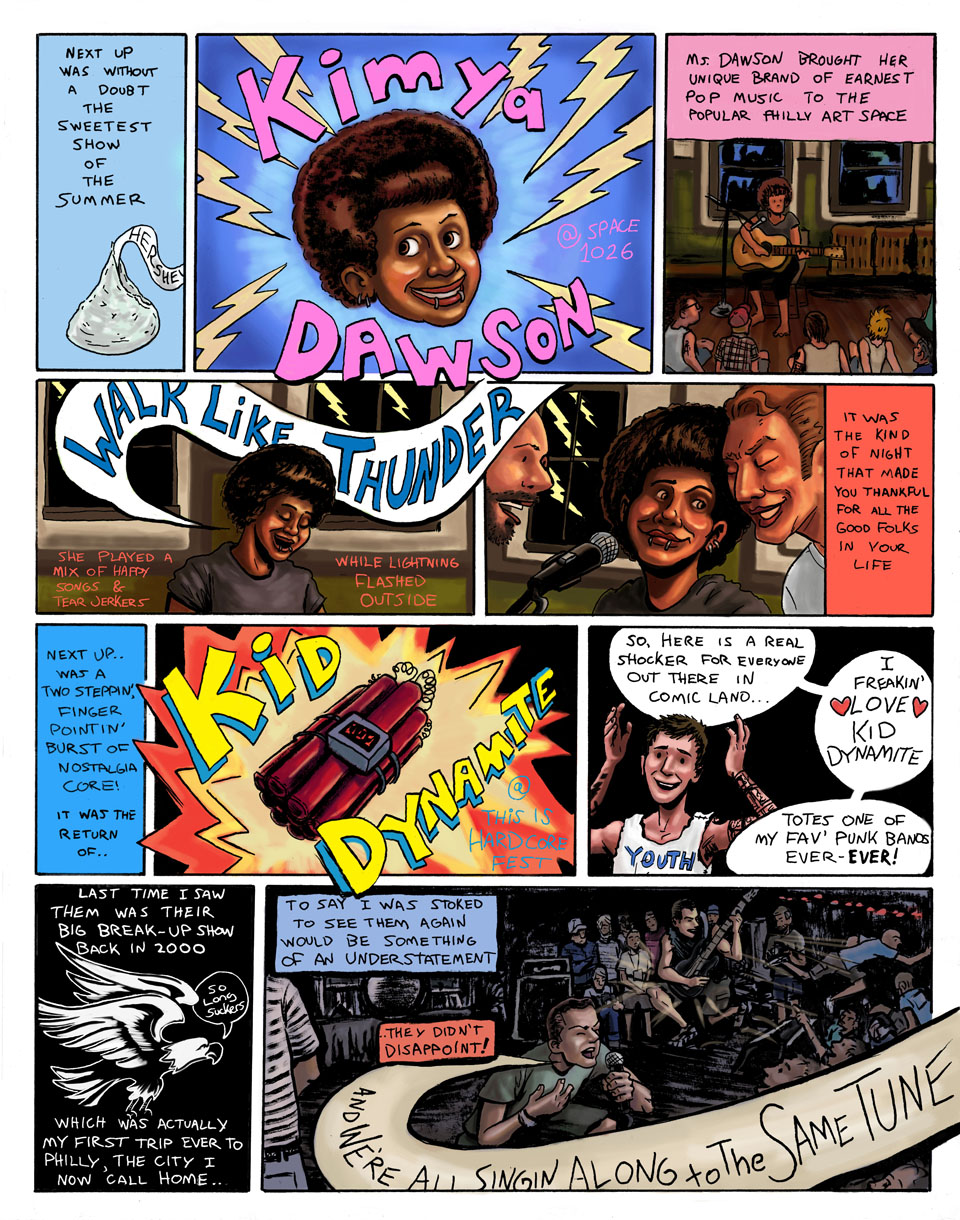 NEXT UP
WAS WITHOUT
A DOUBT
THE
SWEETEST
SHOW
OF
THE
SUMMER
HERSHEY
Kimya
DAWSON
@ SPACE
1026
Ms. DAWSON BROUGHT HER
UNIQUE BRAND OF EARNEST
POP MUSIC TO THE
POPULAR PHILLY ART SPACE
WALK LiKE THUNDER
SHE PLAYED A
MIX OF HAPPY
SONGS &
TEAR JERKERS
WHILE LIGHTNING
FLASHED
OUTSIDE
IT WAS
THE KIND
OF NIGHT
THAT MADE
YOU THANKFUL
FOR ALL THE
GOOD FOLKS
IN YOUR
LIFE
NEXT UP..
WAS A
TWO STEPPIN',
FINGER
POINTIN'
BURST OF
NOSTALGIA
CORE!
IT WAS THE
RETURN
OF..
KiD
DYNAMITE
@
THIS IS
HARDCORE
FEST
SO, HERE IS A REAL
SHOCKER FOR EVERYONE
OUT THERE IN
COMIC LAND...
I
FREAKIN'
LOVE
KID
DYNAMITE
TOTES ONE OF
MY FAV' PUNK BANDS
EVER-EVER!
YOUTH
LAST TIME I SAW
THEM WAS THEIR
BIG BREAK-UP SHOW
BACK IN 2000
SO
LONG
SUCKERS
WHICH WAS ACTUALLY
MY FIRST TRIP EVER TO
PHILLY, THE CITY I
NOW CALL HOME...
TO SAY I WAS STOKED
TO SEE THEM AGAIN
WOULD BE SOMETHING
OF AN UNDERSTATEMENT
..THEY DIDN'T
DISAPPOINT!
AND WE'RE ALL SINGIN ALONG to The SAME TUNE